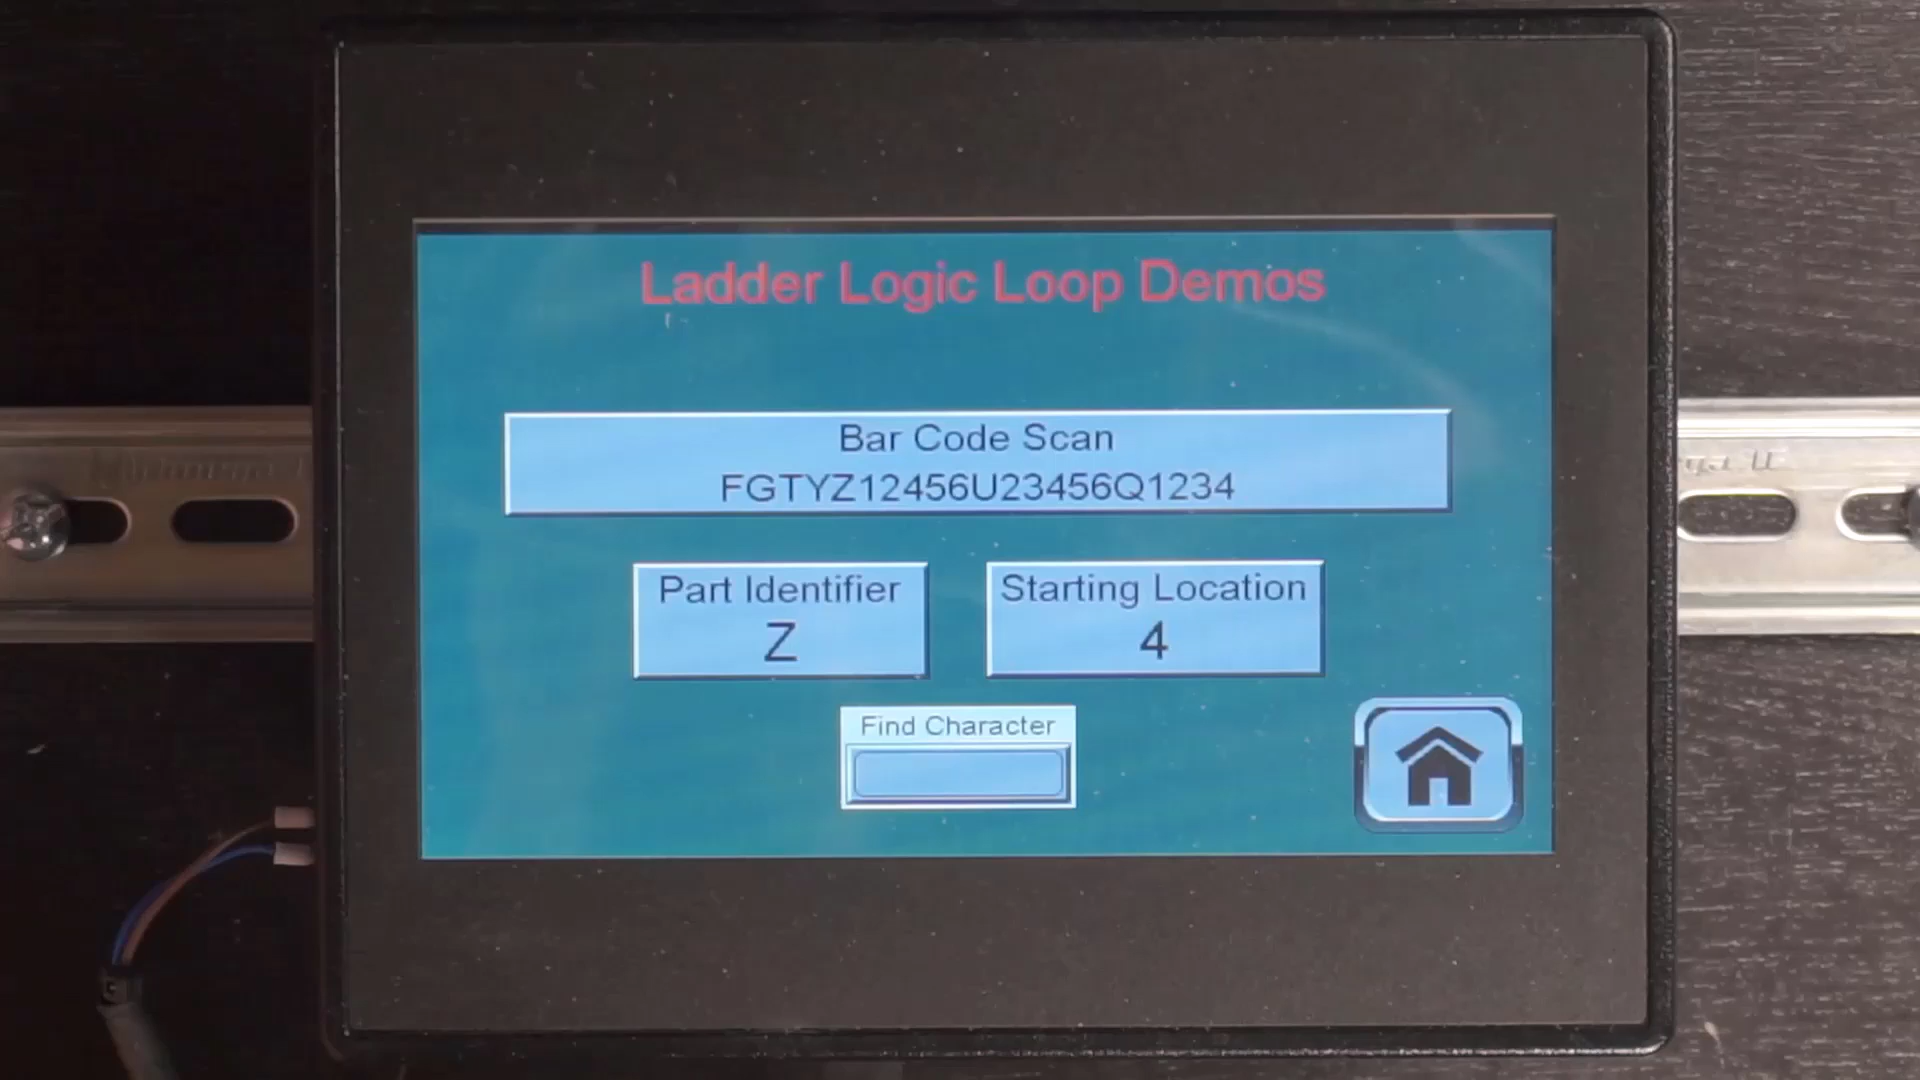 Ladder Logic Loop Demos
Bar Code Scan
FGTYZ12456U23456Q1234
Part Identifier
Z
Starting Location
4
Find Character